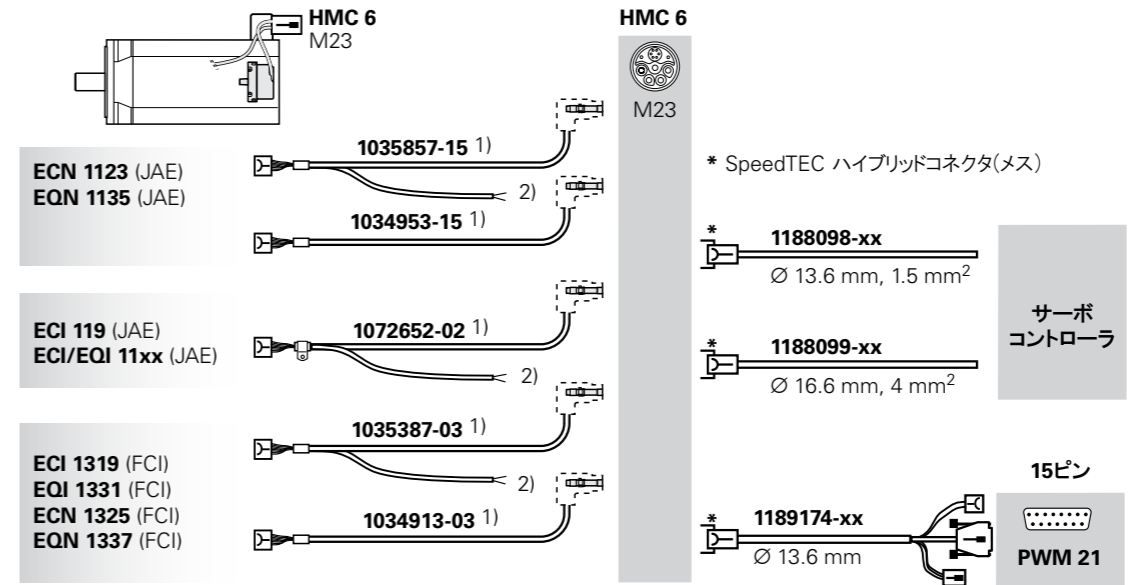 HMC 6
M23
HMC 6
M23
ECN 1123 (JAE)
EQN 1135 (JAE)
1035857-15 1)
2)
1034953-15 1)
ECI 119 (JAE)
ECI/EQI 11xx (JAE)
1072652-02 1)
2)
ECI 1319 (FCI)
EQI 1331 (FCI)
ECN 1325 (FCI)
EQN 1337 (FCI)
1035387-03 1)
2)
1034913-03 1)
* SpeedTEC ハイブリッドコネクタ(メス)
*
1188098-xx
Ø 13.6 mm, 1.5 mm²
*
1188099-xx
Ø 16.6 mm, 4 mm²
サーボ
コントローラ
*
1189174-xx
Ø 13.6 mm
15ピン
PWM 21